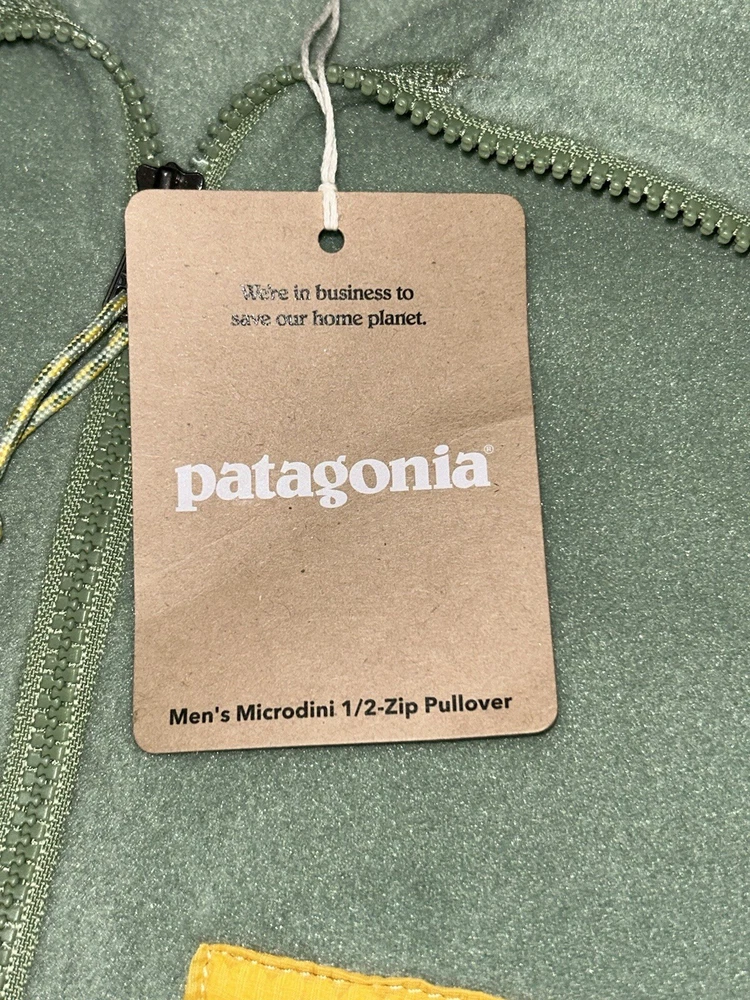 We're in business to
save our home planet.
patagonia®
Men's Microdini 1/2-Zip Pullover